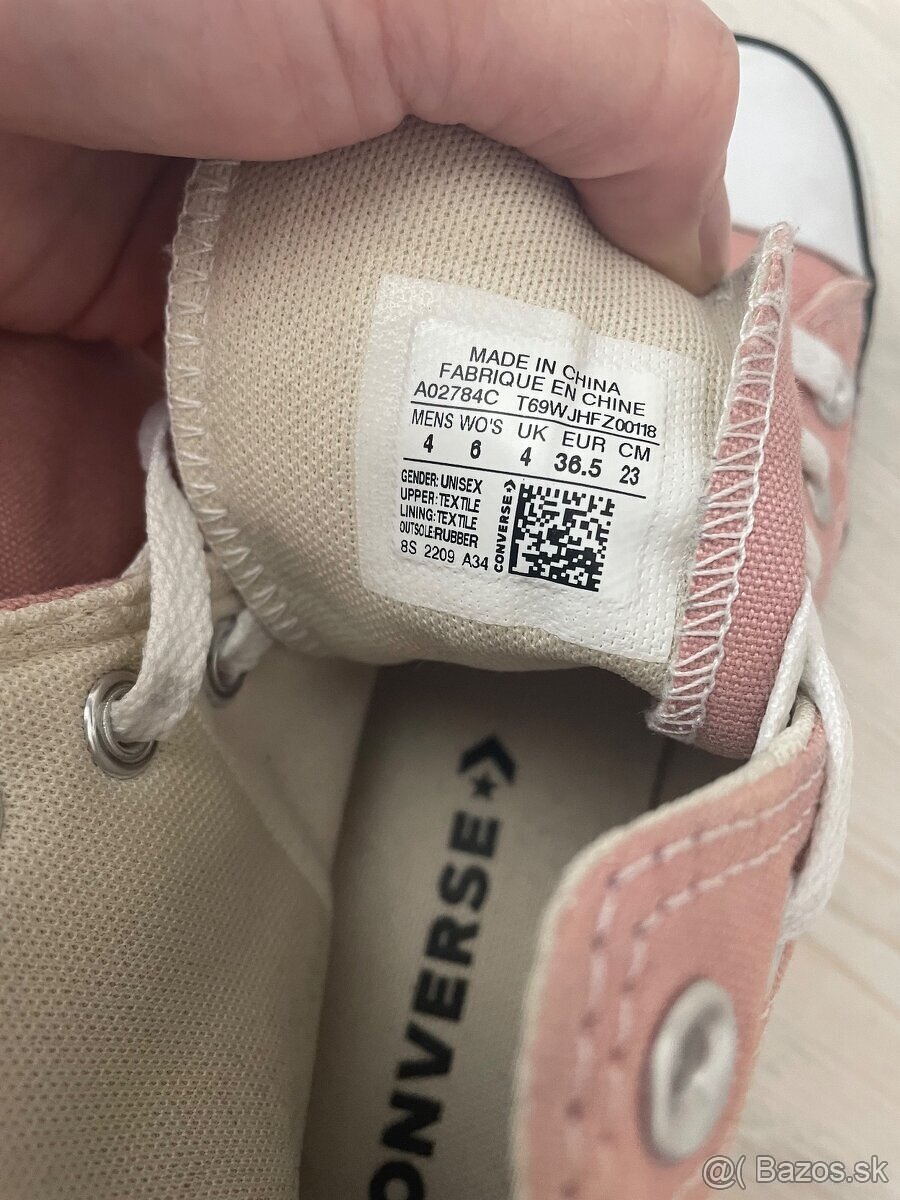 MADE IN CHINA
FABRIQUE EN CHINE
A02784C T69WJHFZ00118
MENS WO'S UK EUR CM
4 6 4 36.5 23
GENDER: UNISEX
UPPER: TEXTILE
LINING: TEXTILE
OUTSOLE:RUBBER
8S 2209 A34
CONVERSE
CONVERSE
@( Bazos.sk